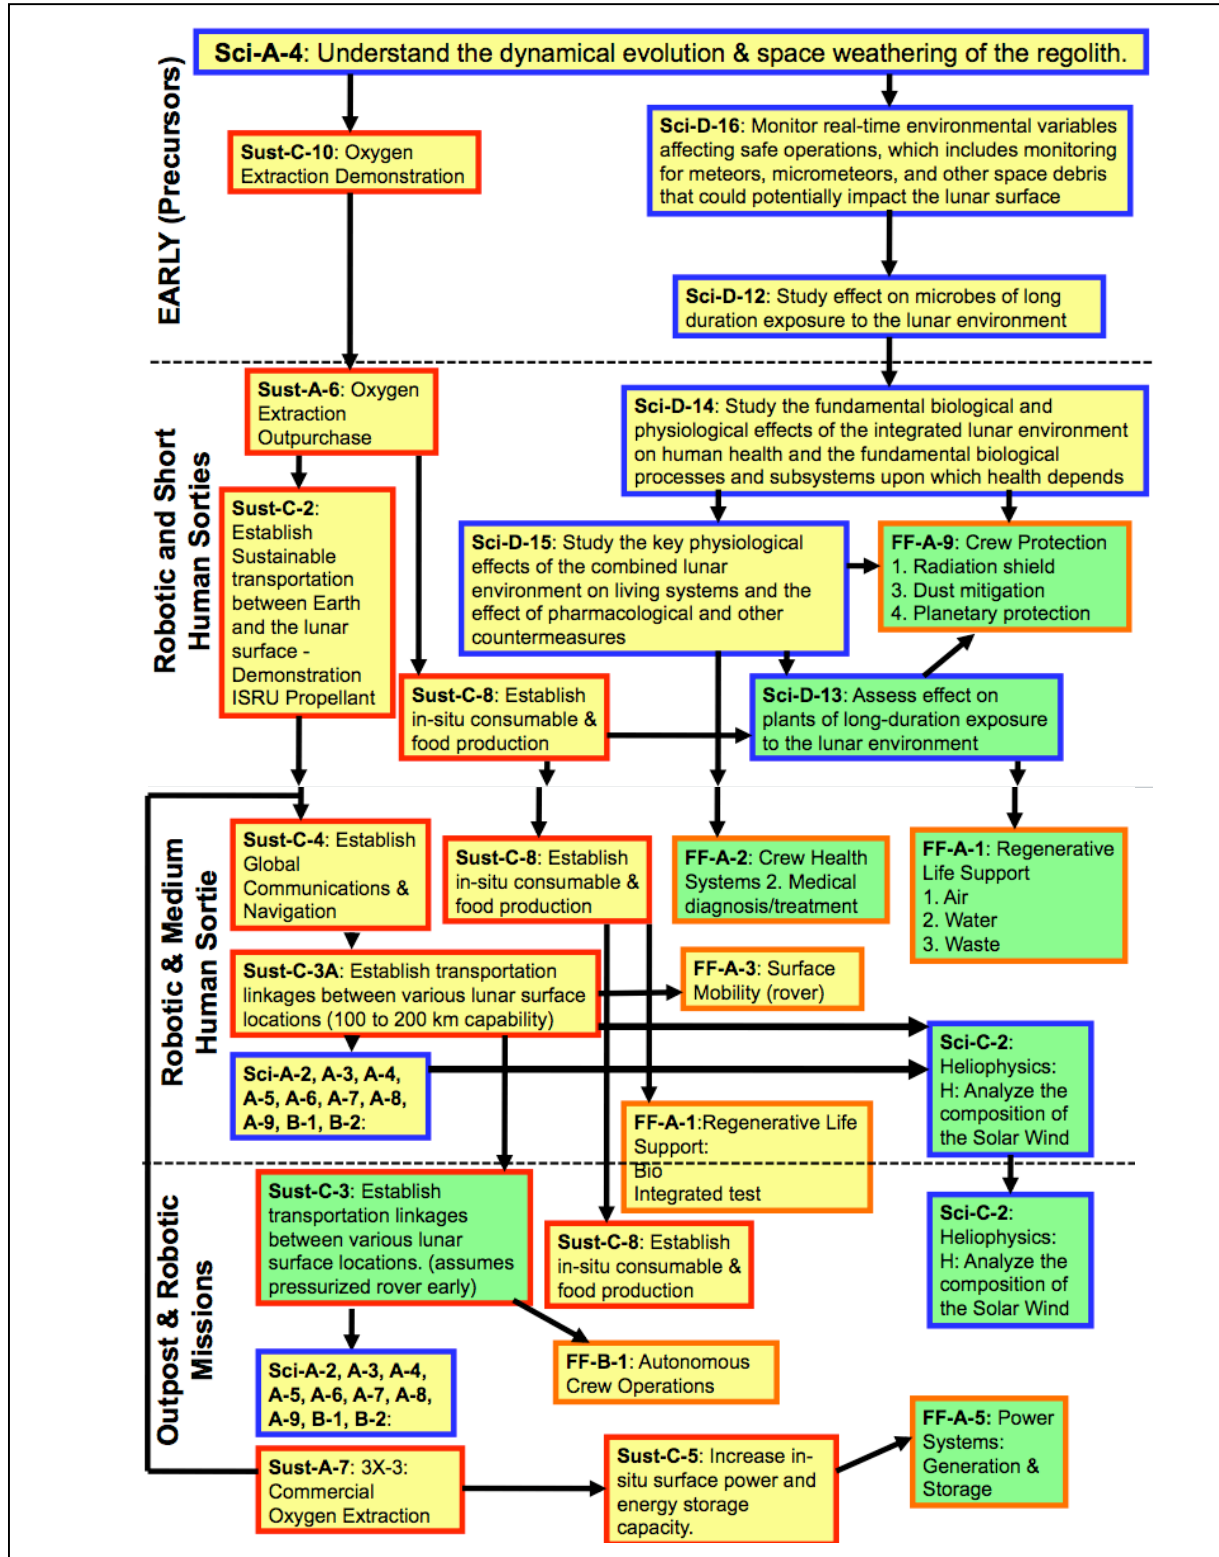 Sci-A-4: Understand the dynamical evolution & space weathering of the regolith.
EARLY (Precursors)
Sust-C-10: Oxygen
Extraction Demonstration
Sci-D-16: Monitor real-time environmental variables
affecting safe operations, which includes monitoring
for meteors, micrometeors, and other space debris
that could potentially impact the lunar surface
Sci-D-12: Study effect on microbes of long
duration exposure to the lunar environment
Robotic and Short
Human Sorties
Sust-A-6: Oxygen
Extraction
Outpurchase
Sci-D-14: Study the fundamental biological and
physiological effects of the integrated lunar environment
on human health and the fundamental biological
processes and subsystems upon which health depends
Sust-C-2:
Establish
Sustainable
transportation
between Earth
and the lunar
surface -
Demonstration
ISRU Propellant
Sci-D-15: Study the key physiological
effects of the combined lunar
environment on living systems and the
effect of pharmacological and other
countermeasures
FF-A-9: Crew Protection
1. Radiation shield
3. Dust mitigation
4. Planetary protection
Sust-C-8: Establish
in-situ consumable &
food production
Sci-D-13: Assess effect on
plants of long-duration exposure
to the lunar environment
Robotic & Medium
Human Sortie
Sust-C-4: Establish
Global
Communications &
Navigation
Sust-C-8: Establish
in-situ consumable &
food production
FF-A-2: Crew Health
Systems 2. Medical
diagnosis/treatment
FF-A-1: Regenerative
Life Support
1. Air
2. Water
3. Waste
Sust-C-3A: Establish transportation
linkages between various lunar surface
locations (100 to 200 km capability)
FF-A-3: Surface
Mobility (rover)
Sci-A-2, A-3, A-4,
A-5, A-6, A-7, A-8,
A-9, B-1, B-2:
Sci-C-2:
Heliophysics:
H: Analyze the
composition of
the Solar Wind
FF-A-1:Regenerative Life
Support:
Bio
Integrated test
Outpost & Robotic
Missions
Sust-C-3: Establish
transportation linkages
between various lunar
surface locations. (assumes
pressurized rover early)
Sust-C-8: Establish
in-situ consumable &
food production
Sci-C-2:
Heliophysics:
H: Analyze the
composition of
the Solar Wind
Sci-A-2, A-3, A-4,
A-5, A-6, A-7, A-8,
A-9, B-1, B-2:
FF-B-1: Autonomous
Crew Operations
Sust-A-7: 3X-3:
Commercial
Oxygen Extraction
Sust-C-5: Increase in-
situ surface power and
energy storage
capacity.
FF-A-5: Power
Systems:
Generation &
Storage